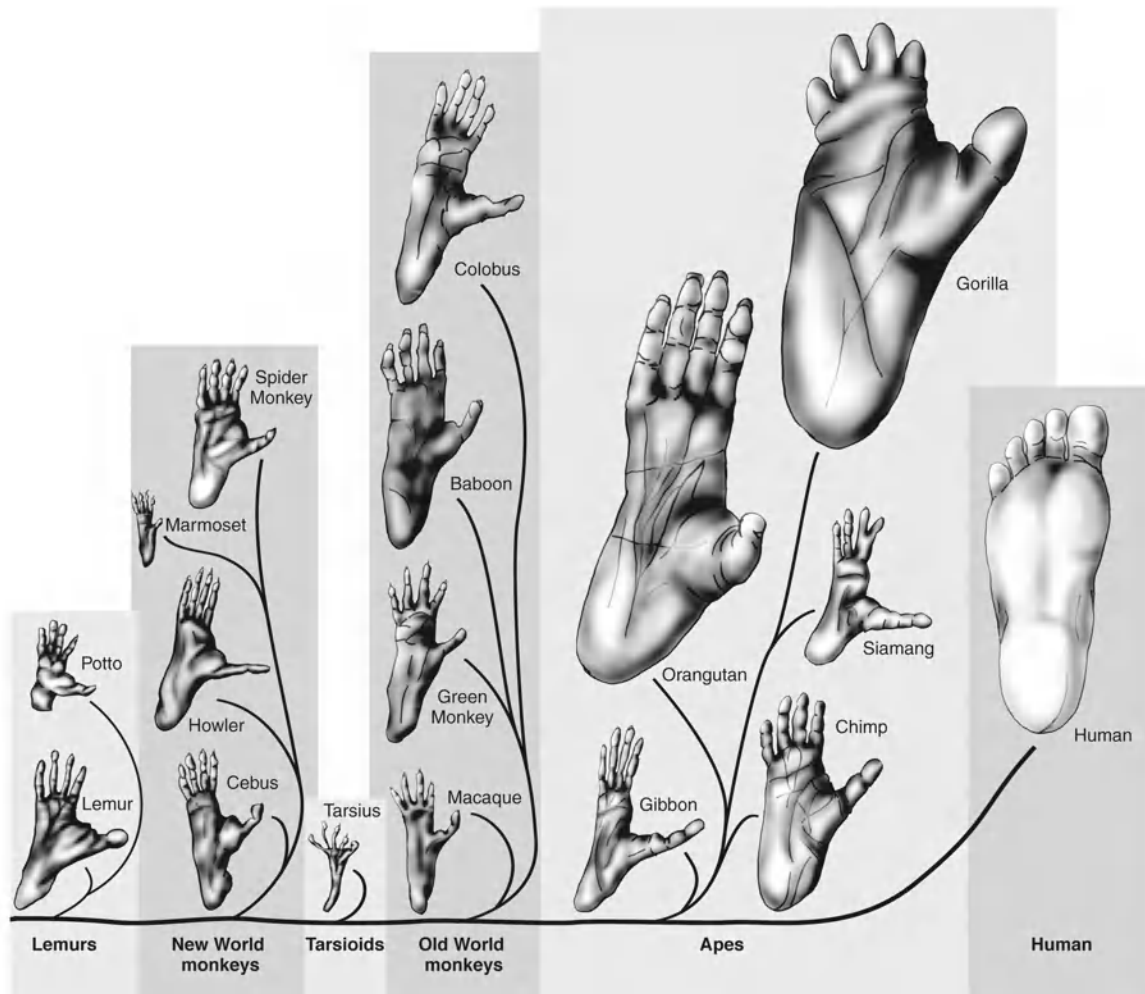 Colobus
Gorilla
Spider
Monkey
Baboon
Marmoset
Potto
Howler
Green
Monkey
Orangutan
Siamang
Chimp
Human
Lemur
Cebus
Tarsius
Macaque
Gibbon
Lemurs
New World
monkeys
Tarsioids
Old World
monkeys
Apes
Human